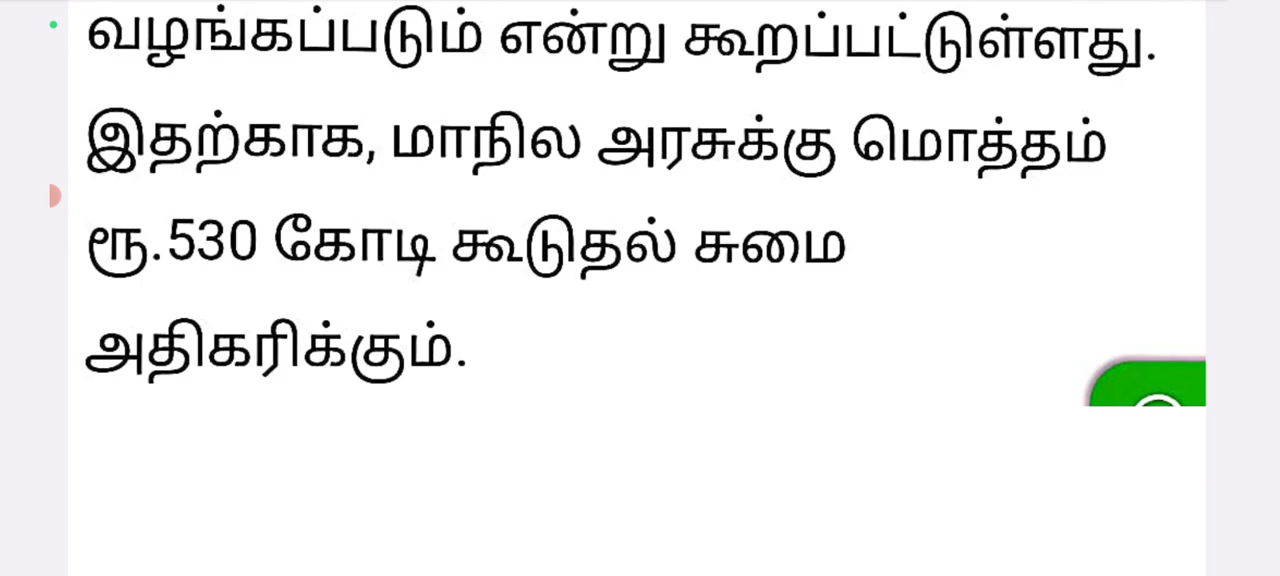 வழங்கப்படும் என்று கூறப்பட்டுள்ளது.
இதற்காக, மாநில அரசுக்கு மொத்தம்
ரூ.530 கோடி கூடுதல் சுமை
அதிகரிக்கும்.